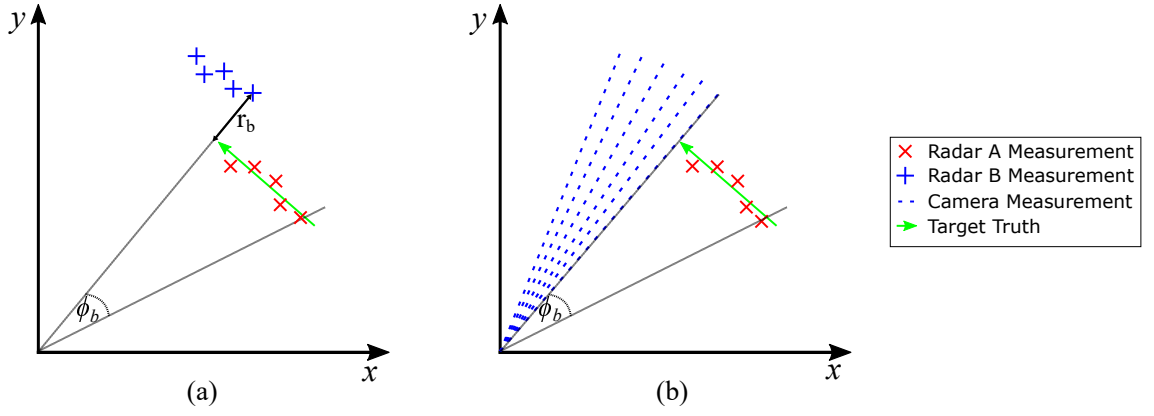 y
r_b
ϕ_b
x
(a)
y
ϕ_b
x
(b)
Radar A Measurement
Radar B Measurement
Camera Measurement
Target Truth